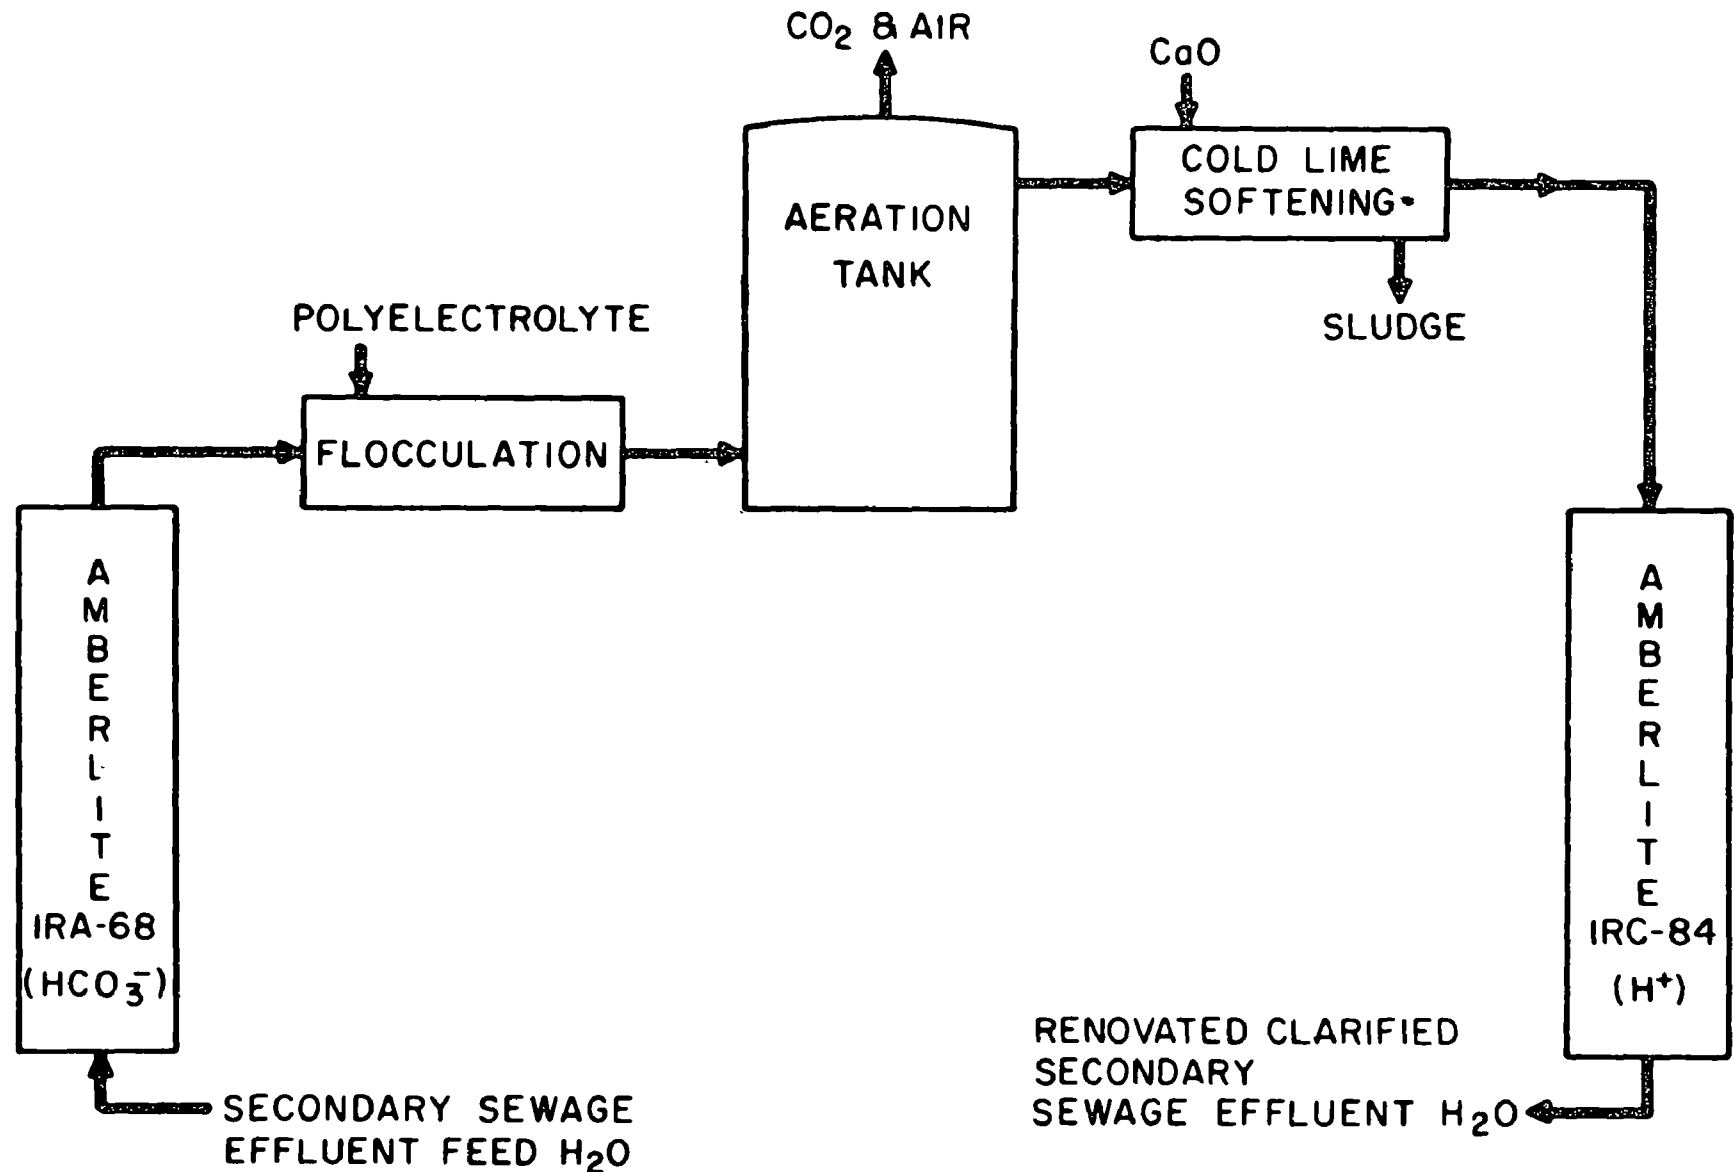 CO₂ & AIR
CaO
COLD LIME
SOFTENING
AERATION
TANK
SLUDGE
POLYELECTROLYTE
FLOCCULATION
AMBERLITE
IRA-68
(HCO₃⁻)
AMBERLITE
IRC-84
(H⁺)
SECONDARY SEWAGE
EFFLUENT FEED H₂O
RENOVATED CLARIFIED
SECONDARY
SEWAGE EFFLUENT H₂O